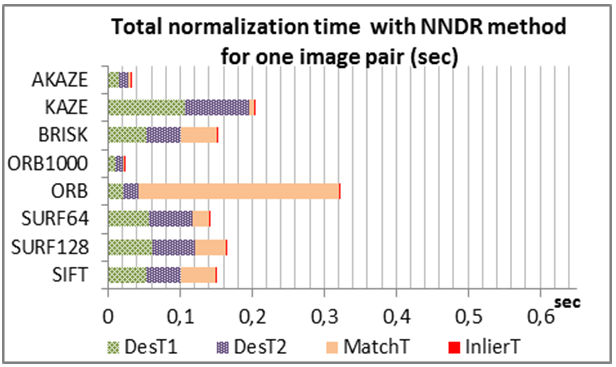 Total normalization time with NNDR method
for one image pair (sec)
AKAZE
KAZE
BRISK
ORB1000
ORB
SURF64
SURF128
SIFT
0 0,1 0,2 0,3 0,4 0,5 0,6 sec
DesT1 DesT2 MatchT InlierT